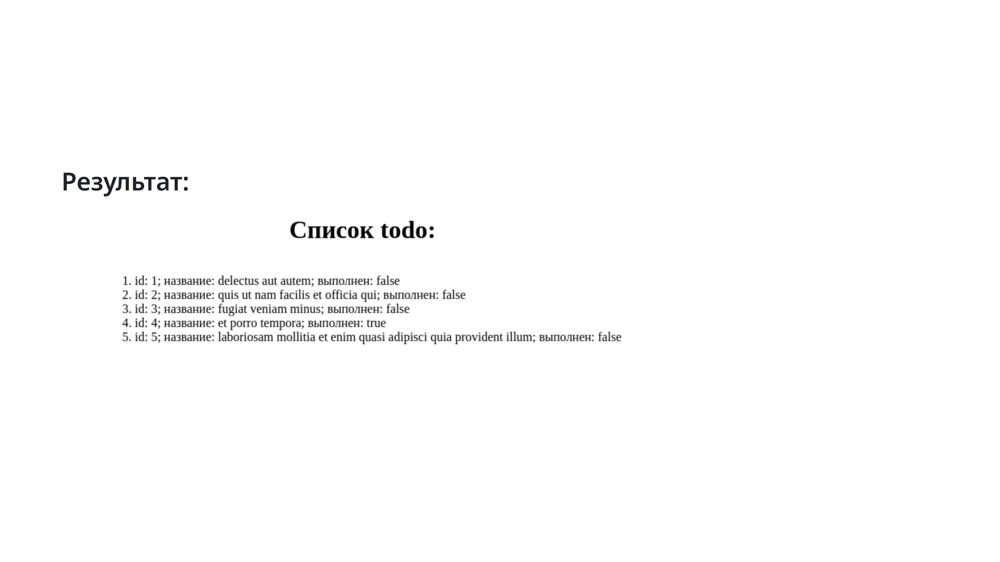 Результат:
Список todo:
1. id: 1; название: delectus aut autem; выполнен: false
2. id: 2; название: quis ut nam facilis et officia qui; выполнен: false
3. id: 3; название: fugiat veniam minus; выполнен: false
4. id: 4; название: et porro tempora; выполнен: true
5. id: 5; название: laboriosam mollitia et enim quasi adipisci quia provident illum; выполнен: false